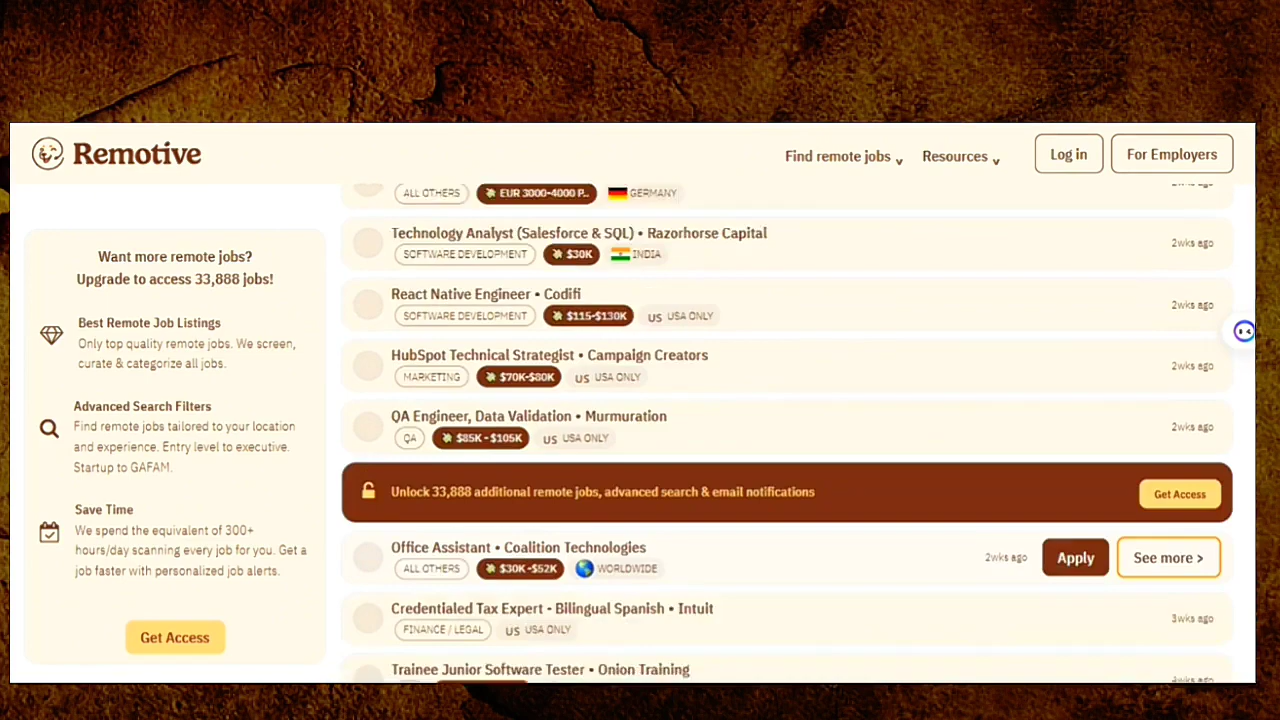 Remotive
Find remote jobs
Resources
Log in
For Employers
ALL OTHERS
EUR 3000-4000 P..
GERMANY
2wks ago
Technology Analyst (Salesforce & SQL) • Razorhorse Capital
SOFTWARE DEVELOPMENT
$30K
INDIA
2wks ago
React Native Engineer • Codifi
SOFTWARE DEVELOPMENT
$115-$130K
US USA ONLY
2wks ago
HubSpot Technical Strategist • Campaign Creators
MARKETING
$70K-$80K
US USA ONLY
2wks ago
QA Engineer, Data Validation • Murmuration
QA
$85K - $105K
US USA ONLY
2wks ago
Unlock 33,888 additional remote jobs, advanced search & email notifications
Get Access
Office Assistant • Coalition Technologies
ALL OTHERS
$30K -$52K
WORLDWIDE
2wks ago
Apply
See more >
Credentialed Tax Expert - Bilingual Spanish • Intuit
FINANCE / LEGAL
US USA ONLY
3wks ago
Trainee Junior Software Tester • Onion Training
Want more remote jobs?
Upgrade to access 33,888 jobs!
Best Remote Job Listings
Only top quality remote jobs. We screen,
curate & categorize all jobs.
Advanced Search Filters
Find remote jobs tailored to your location
and experience. Entry level to executive.
Startup to GAFAM.
Save Time
We spend the equivalent of 300+
hours/day scanning every job for you. Get a
job faster with personalized job alerts.
Get Access